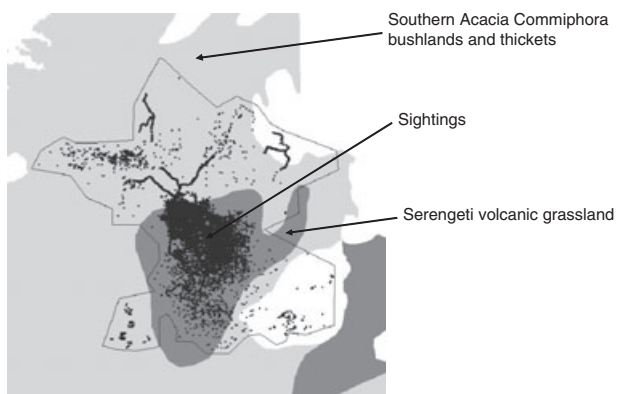 Southern Acacia Commiphora
bushlands and thickets
Sightings
Serengeti volcanic grassland